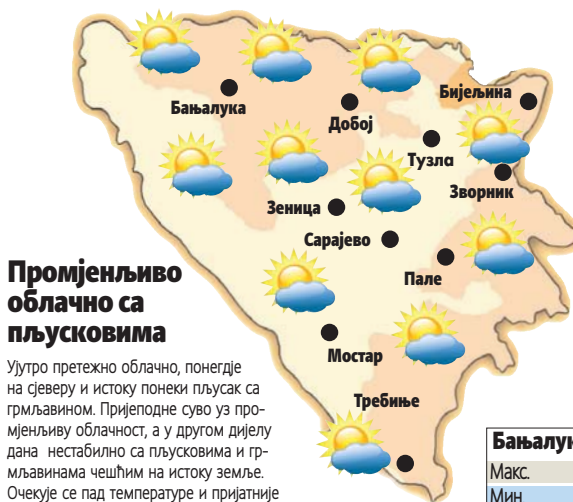 Бањалука
Добој
Бијељина
Тузла
Зворник
Зеница
Сарајево
Пале
Мостар
Требиње
Промјенљиво
облачно са
пљусковима
Ујутро претежно облачно, понегдје
на сјеверу и истоку понеки пљусак са
грмљавином. Пријеподне суво уз про-
мјенљиву облачност, а у другом дијелу
дана нестабилно са пљусковима и гр-
мљавинама чешћим на истоку земље.
Очекује се пад температуре и пријатније
Макс.
Мин